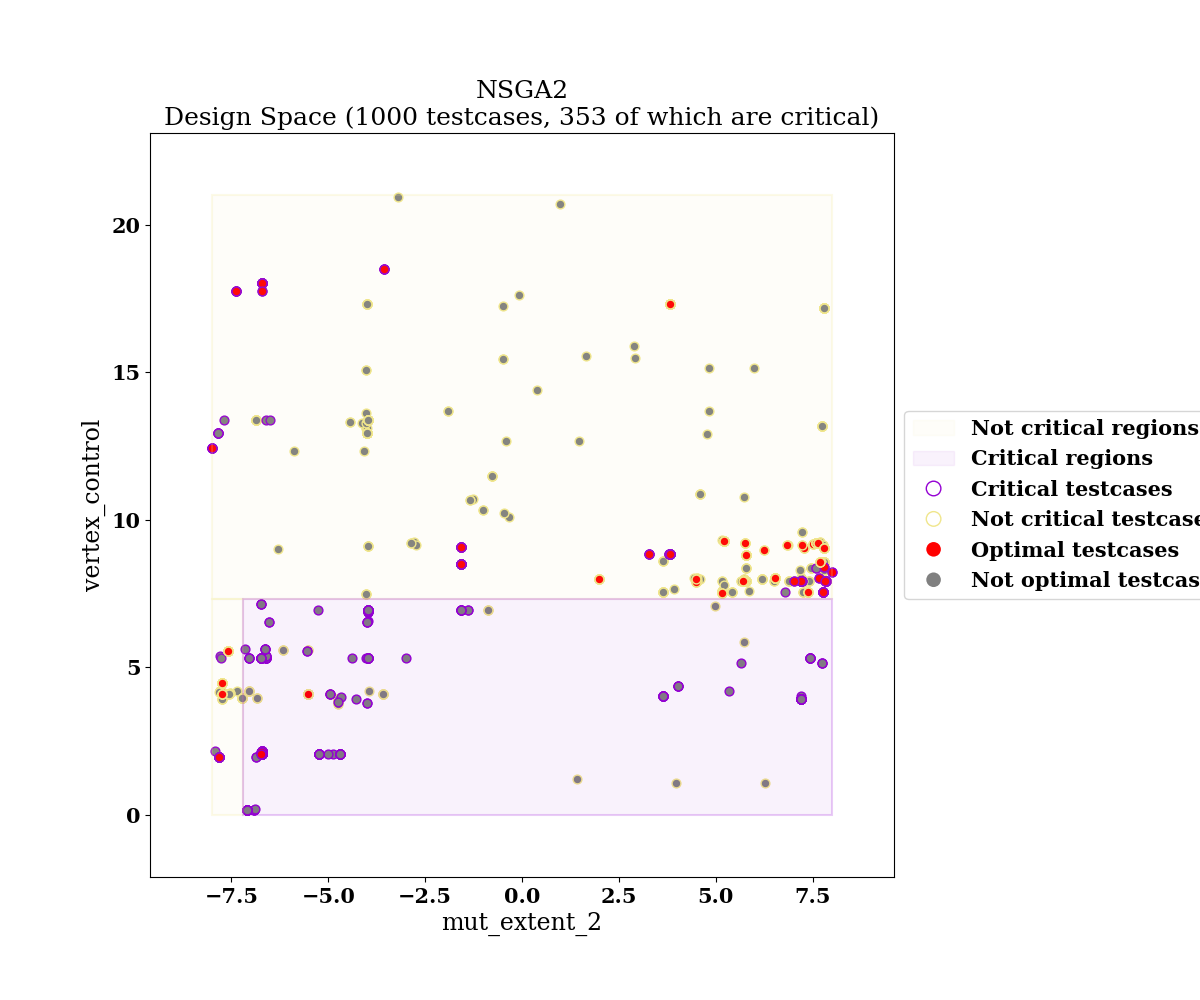 NSGA2
Design Space (1000 testcases, 353 of which are critical)
vertex_control
20
15
10
5
0
−7.5
−5.0
−2.5
0.0
2.5
5.0
7.5
mut_extent_2
Not critical regions
Critical regions
Critical testcases
Not critical testcase
Optimal testcases
Not optimal testcas